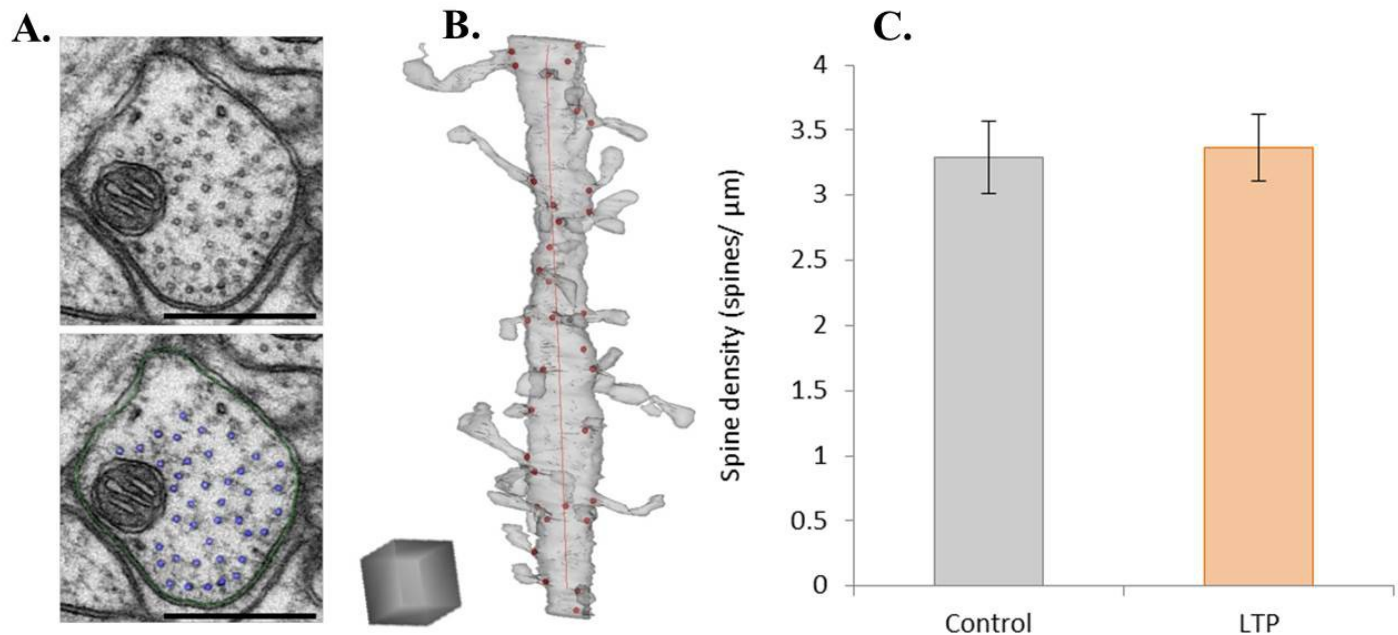 A.
B.
C.
Spine density (spines/ μm)
4
3.5
3
2.5
2
1.5
1
0.5
0
Control
LTP